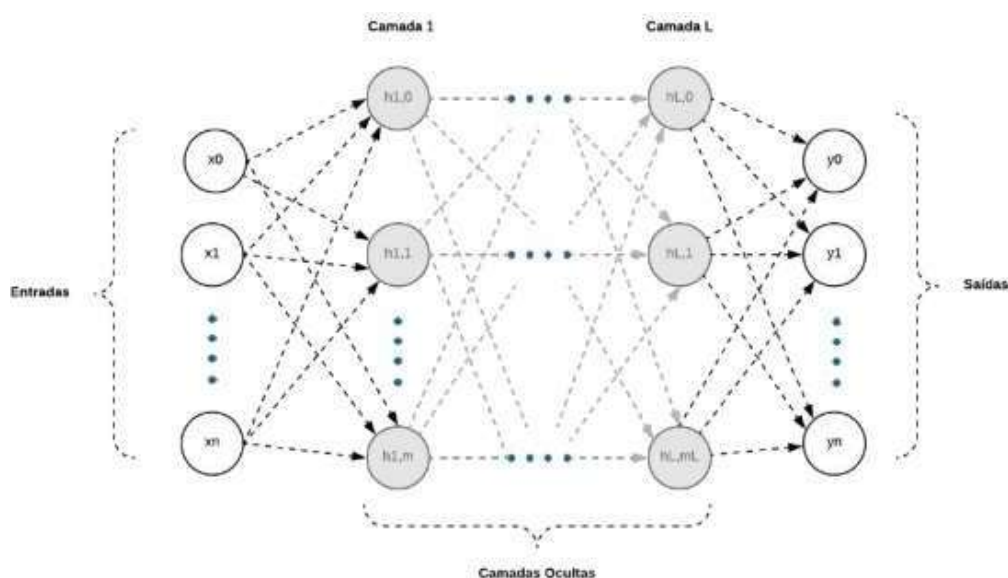 Camada 1
Camada L
h1,0
hL,0
x0
y0
x1
h1,1
hL,1
y1
Entradas
Saídas
xn
h1,m
hL,mL
yn
Camadas Ocultas